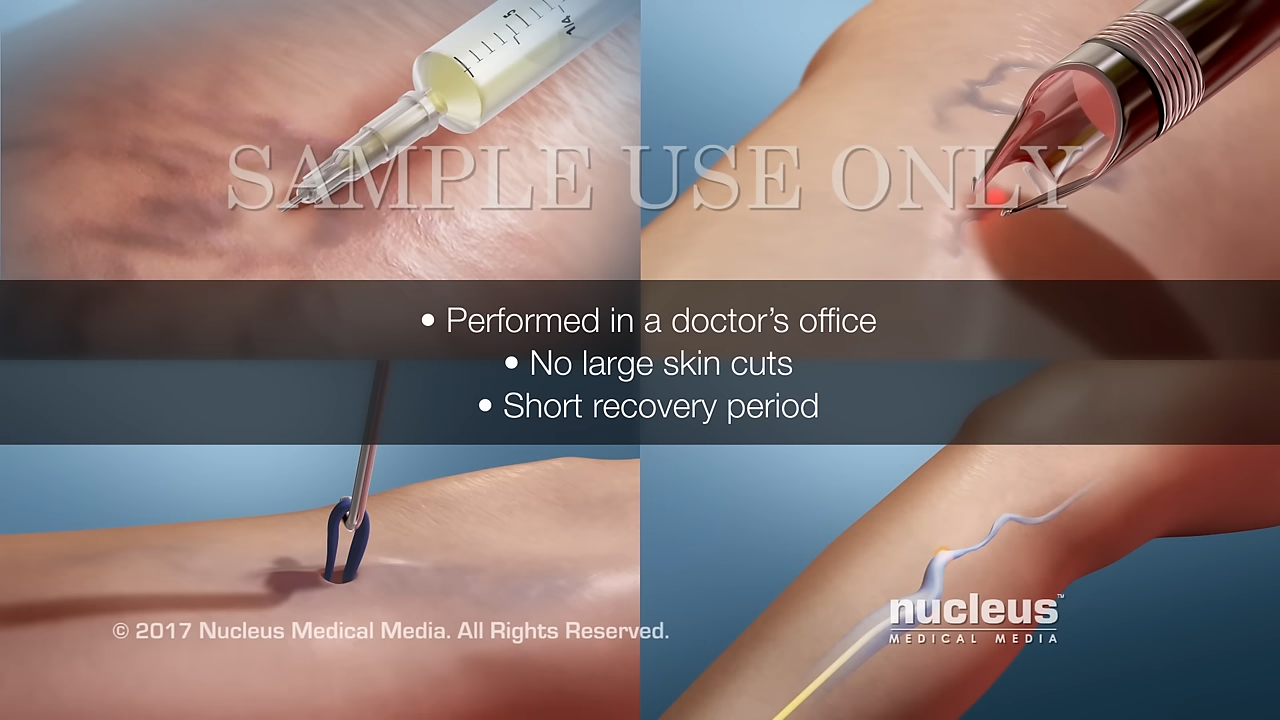 SAMPLE USE ONLY
• Performed in a doctor's office
• No large skin cuts
• Short recovery period
nucleus™
MEDICAL MEDIA
© 2017 Nucleus Medical Media. All Rights Reserved.